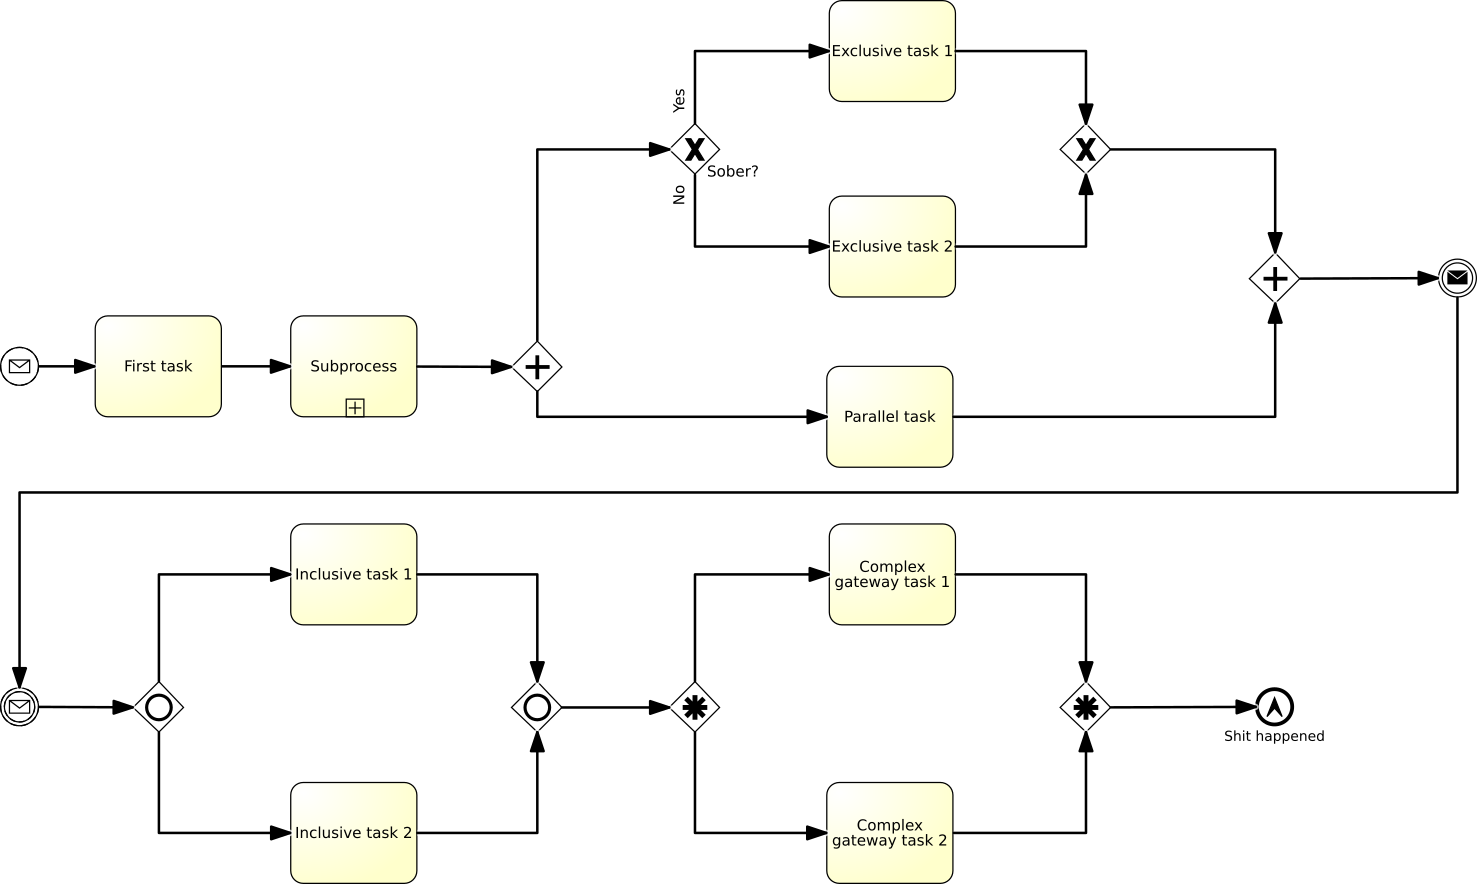 Exclusive task 1
Yes
Sober?
No
Exclusive task 2
First task
Subprocess
Parallel task
Inclusive task 1
Complex
gateway task 1
Shit happened
Inclusive task 2
Complex
gateway task 2